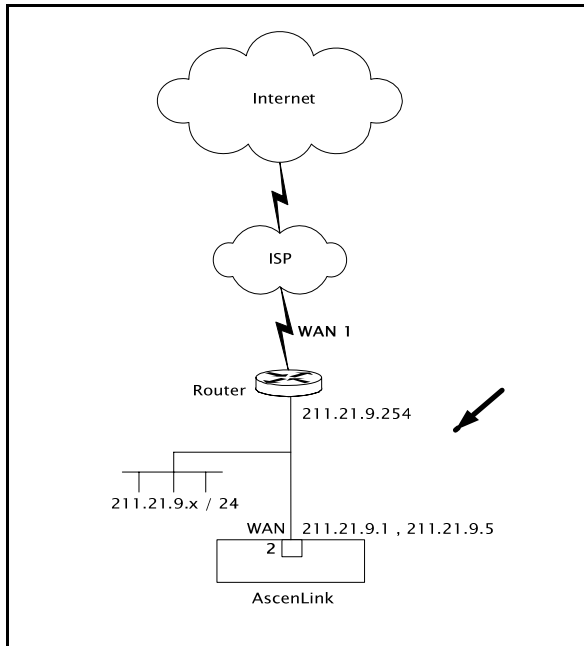 Internet
ISP
WAN 1
Router
211.21.9.254
211.21.9.x / 24
WAN 2
211.21.9.1 , 211.21.9.5
AscenLink